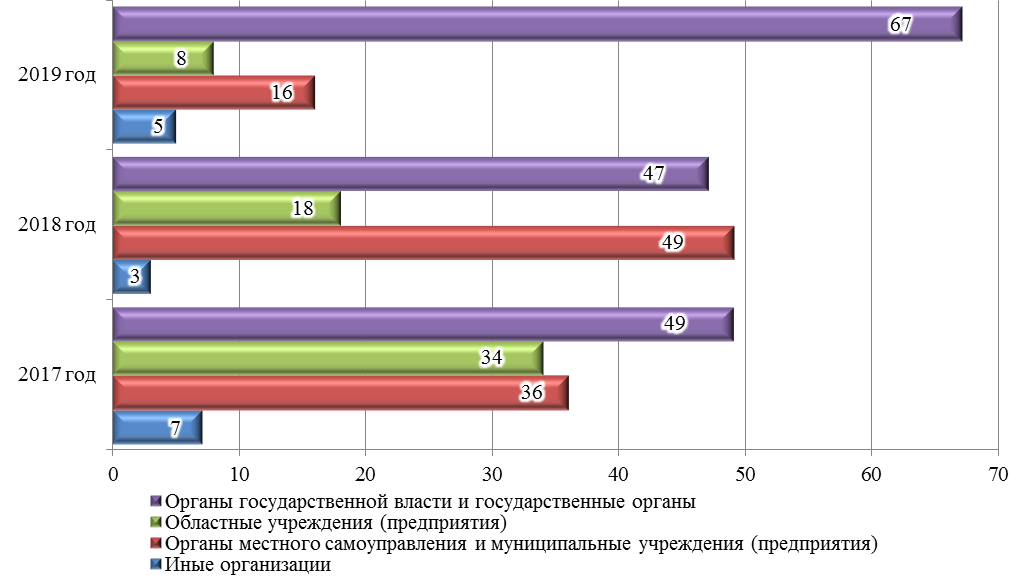 67
8
2019 год
16
5
47
18
2018 год
49
3
49
34
2017 год
36
7
0 10 20 30 40 50 60 70
Органы государственной власти и государственные органы
Областные учреждения (предприятия)
Органы местного самоуправления и муниципальные учреждения (предприятия)
Иные организации